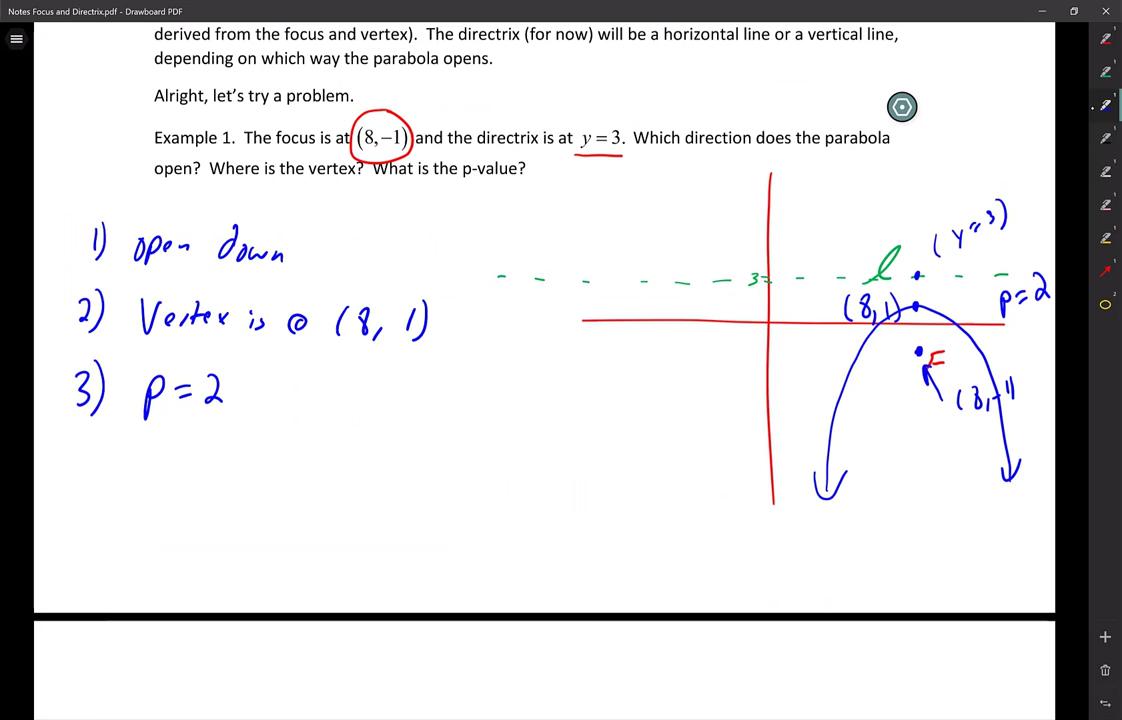 Notes Focus and Directrix.pdf - Drawboard PDF
derived from the focus and vertex). The directrix (for now) will be a horizontal line or a vertical line,
depending on which way the parabola opens.
Alright, let's try a problem.
Example 1. The focus is at (8,−1) and the directrix is at y = 3. Which direction does the parabola
open? Where is the vertex? What is the p-value?
1) open down
2) Vertex is @ (8, 1)
3) p = 2
(y = 3)
l
3
p = 2
(8, 1)
F
(8, -1)